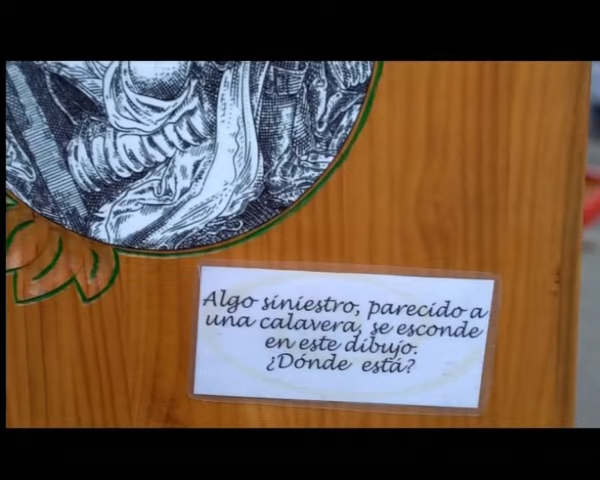 Algo siniestro, parecido a
una calavera, se esconde
en este dibujo.
¿Dónde está?